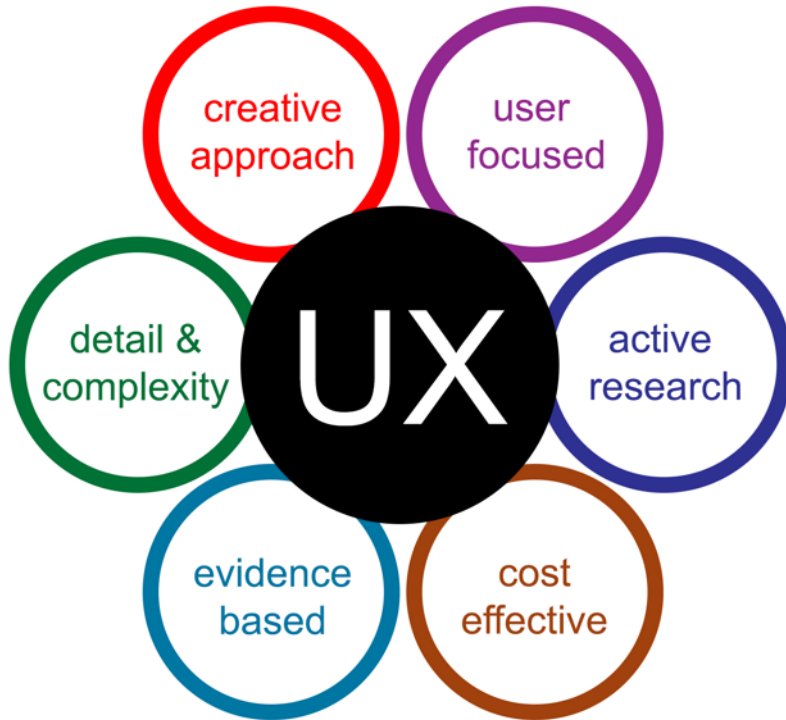 creative
approach
user
focused
detail &
complexity
UX
active
research
evidence
based
cost
effective